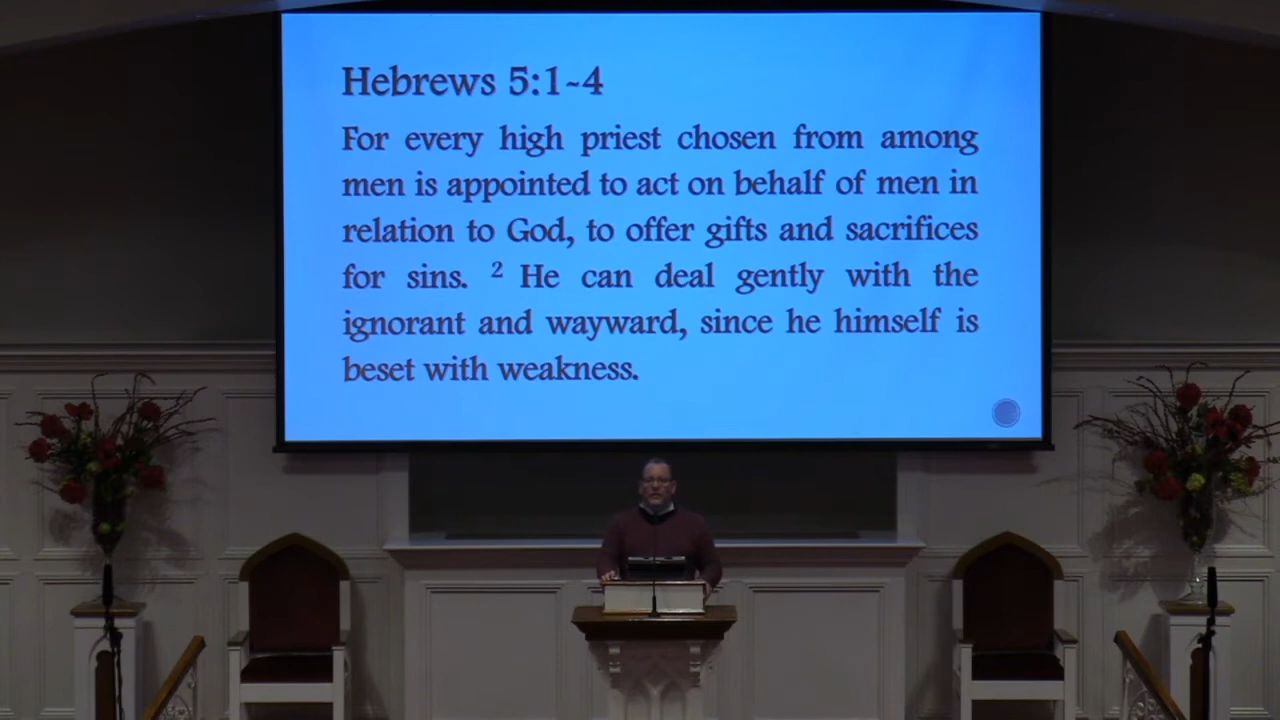 Hebrews 5:1-4
For every high priest chosen from among
men is appointed to act on behalf of men in
relation to God, to offer gifts and sacrifices
for sins. ² He can deal gently with the
ignorant and wayward, since he himself is
beset with weakness.